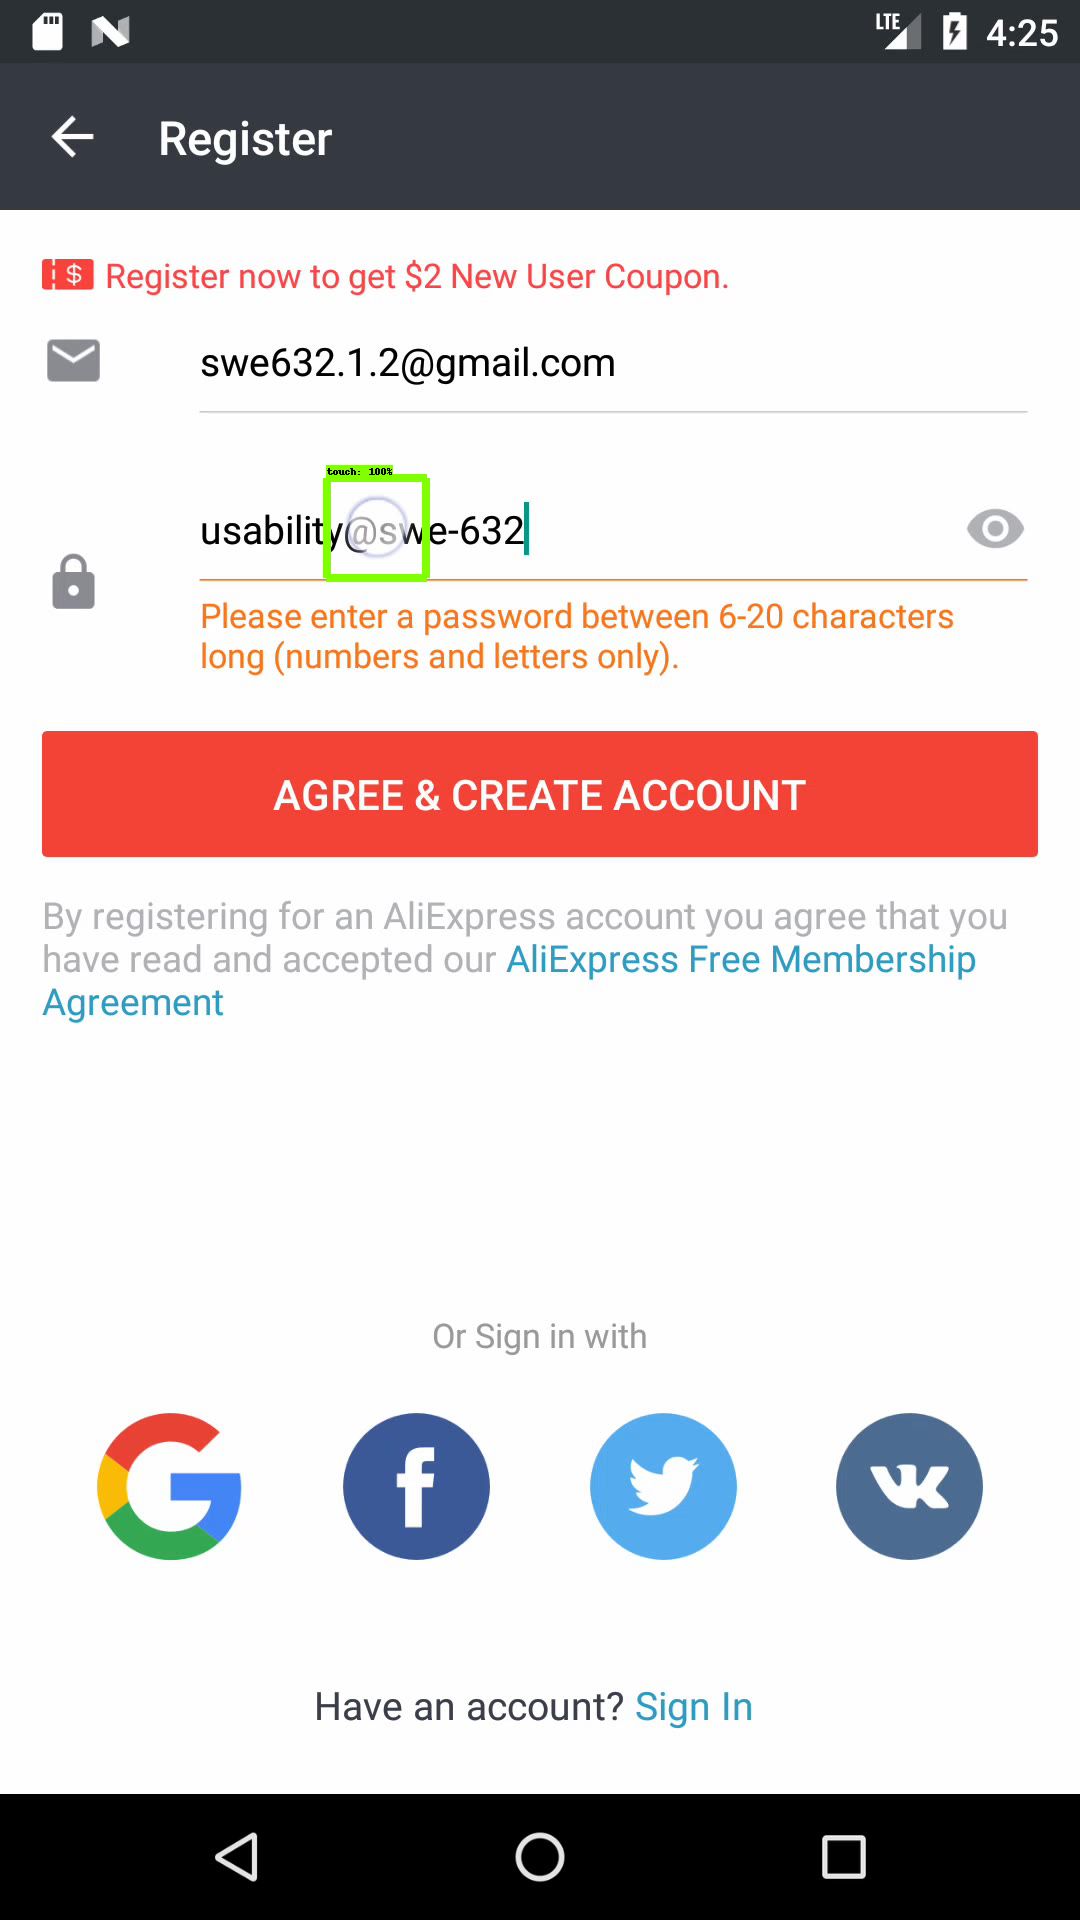 LTE 4:25
Register
$ Register now to get $2 New User Coupon.
swe632.1.2@gmail.com
touch: 100%
usability@swe-632
Please enter a password between 6-20 characters
long (numbers and letters only).
AGREE & CREATE ACCOUNT
By registering for an AliExpress account you agree that you
have read and accepted our AliExpress Free Membership
Agreement
Or Sign in with
Have an account? Sign In